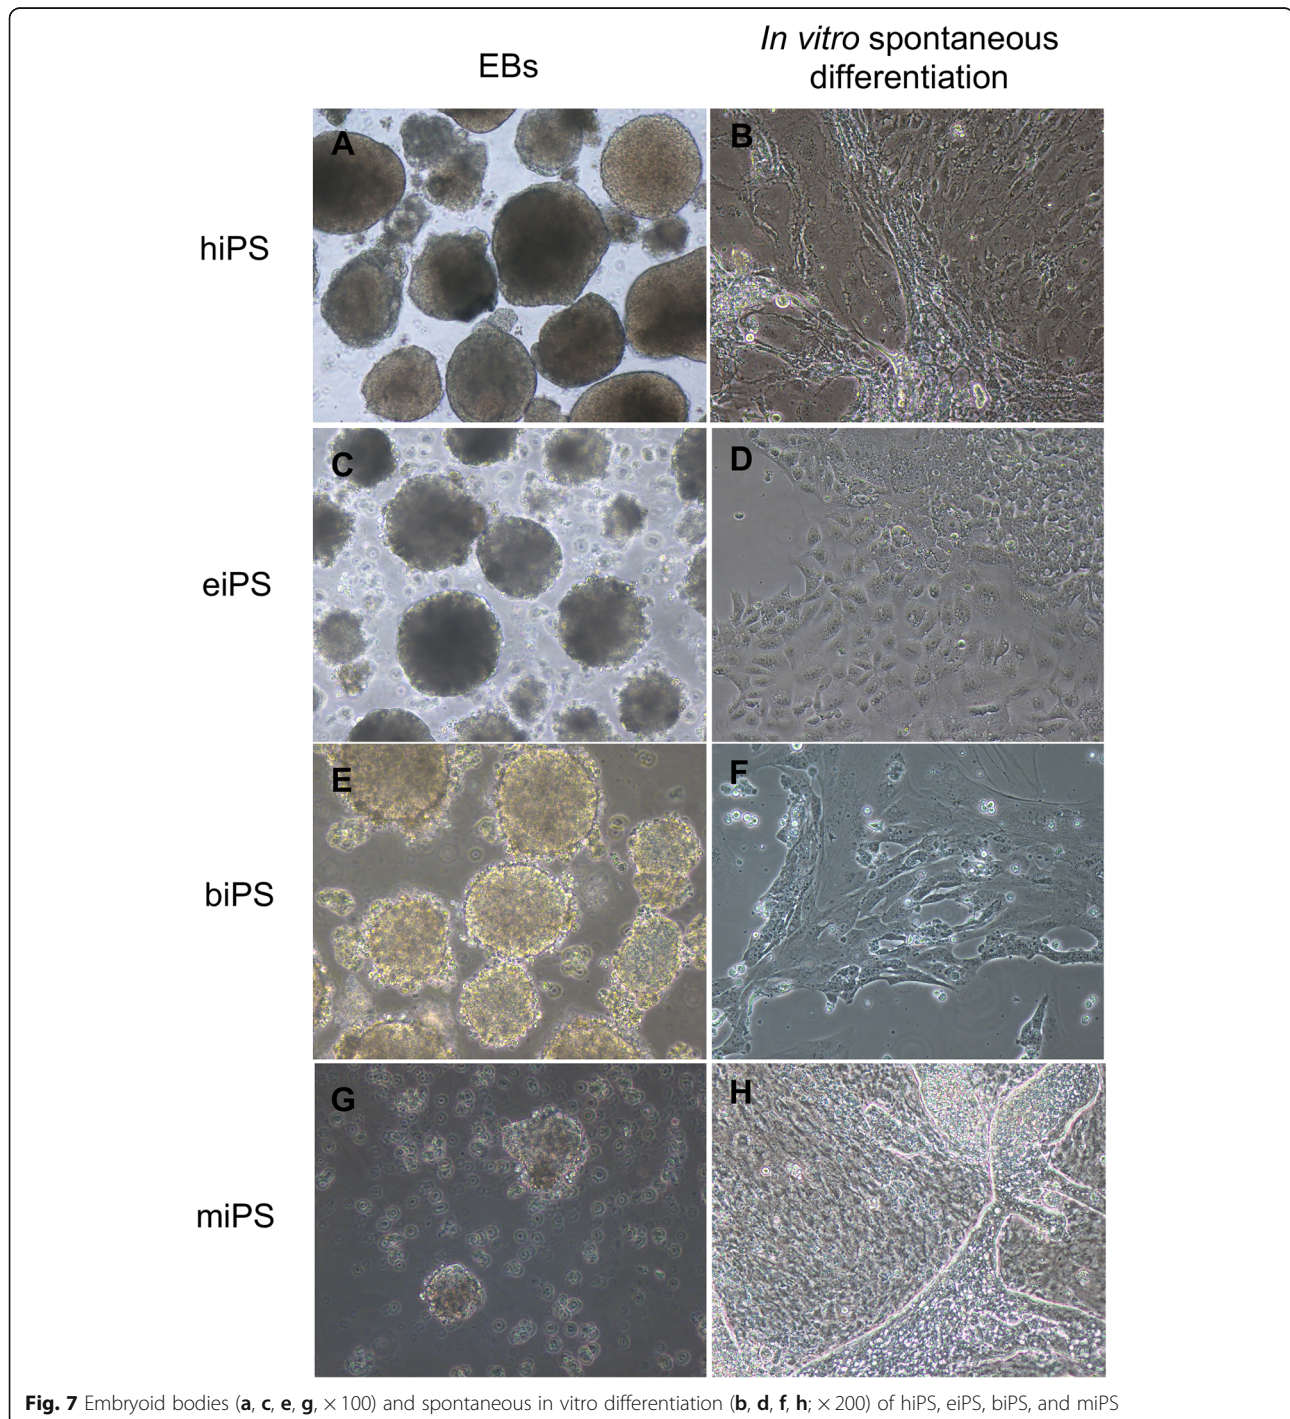 EBs
In vitro spontaneous
differentiation
hiPS
A
B
eiPS
C
D
biPS
E
F
miPS
G
H
Fig. 7 Embryoid bodies (a, c, e, g, × 100) and spontaneous in vitro differentiation (b, d, f, h; × 200) of hiPS, eiPS, biPS, and miPS